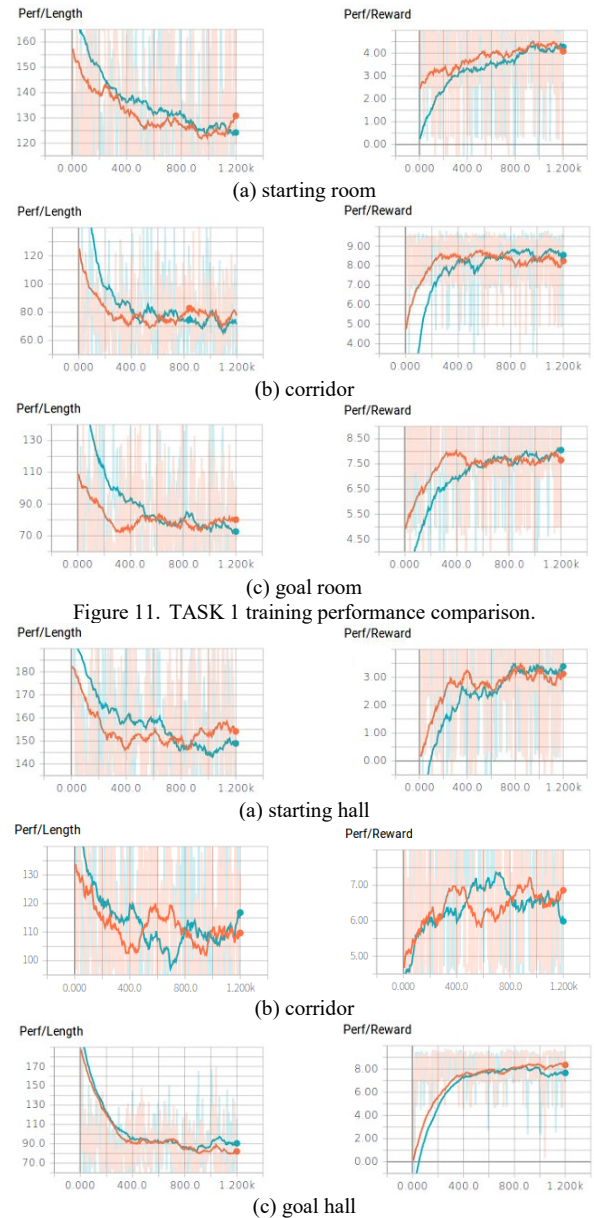 Perf/Length Perf/Reward
160 150 140 130 120
0.000 400.0 800.0 1.200k
4.00 3.00 2.00 1.00 0.00
0.000 400.0 800.0 1.200k
(a) starting room
Perf/Length Perf/Reward
120 100 80.0 60.0
0.000 400.0 800.0 1.200k
9.00 8.00 7.00 6.00 5.00 4.00
0.000 400.0 800.0 1.200k
(b) corridor
Perf/Length Perf/Reward
130 110 90.0 70.0
0.000 400.0 800.0 1.200k
8.50 7.50 6.50 5.50 4.50
0.000 400.0 800.0 1.200k
(c) goal room
Figure 11. TASK 1 training performance comparison.
Perf/Length Perf/Reward
180 170 160 150 140
0.000 400.0 800.0 1.200k
3.00 2.00 1.00 0.00
0.000 400.0 800.0 1.200k
(a) starting hall
Perf/Length Perf/Reward
130 120 110 100
0.000 400.0 800.0 1.200k
7.00 6.00 5.00
0.000 400.0 800.0 1.200k
(b) corridor
Perf/Length Perf/Reward
170 150 130 110 90.0 70.0
0.000 400.0 800.0 1.200k
8.00 6.00 4.00 2.00 0.00
0.000 400.0 800.0 1.200k
(c) goal hall